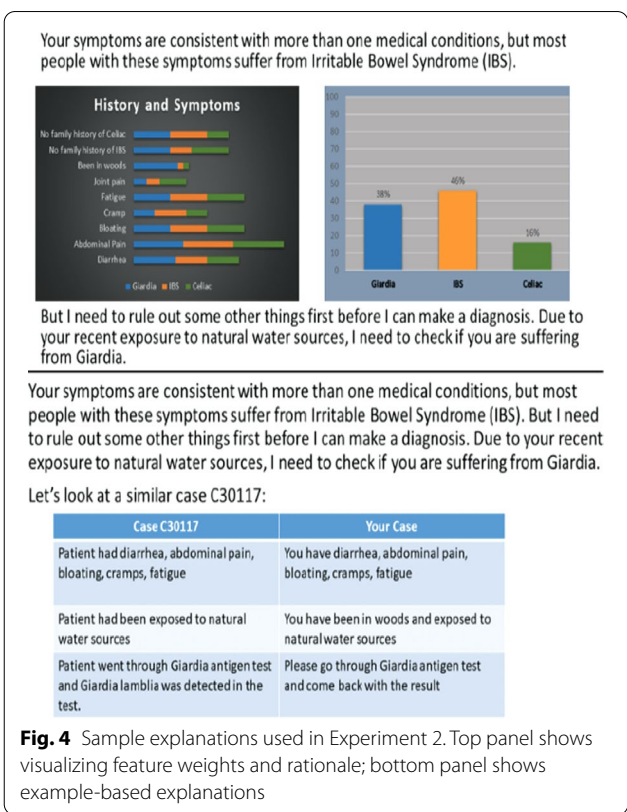 Your symptoms are consistent with more than one medical conditions, but most
people with these symptoms suffer from Irritable Bowel Syndrome (IBS).
History and Symptoms
No family history of Celiac
No family history of IBS
Been in woods
Joint pain
Fatigue
Cramp
Bloating
Abdominal Pain
Diarrhea
Giardia IBS Celiac
100
90
80
70
60
50
40
30
20
10
0
38%
46%
16%
Giardia IBS Celiac
But I need to rule out some other things first before I can make a diagnosis. Due to
your recent exposure to natural water sources, I need to check if you are suffering
from Giardia.
Your symptoms are consistent with more than one medical conditions, but most
people with these symptoms suffer from Irritable Bowel Syndrome (IBS). But I need
to rule out some other things first before I can make a diagnosis. Due to your recent
exposure to natural water sources, I need to check if you are suffering from Giardia.
Let's look at a similar case C30117:
Case C30117 Your Case
Patient had diarrhea, abdominal pain, You have diarrhea, abdominal pain,
bloating, cramps, fatigue bloating, cramps, fatigue
Patient had been exposed to natural You have been in woods and exposed to
water sources natural water sources
Patient went through Giardia antigen test Please go through Giardia antigen test
and Giardia lamblia was detected in the and come back with the result
test.
Fig. 4 Sample explanations used in Experiment 2. Top panel shows
visualizing feature weights and rationale; bottom panel shows
example-based explanations